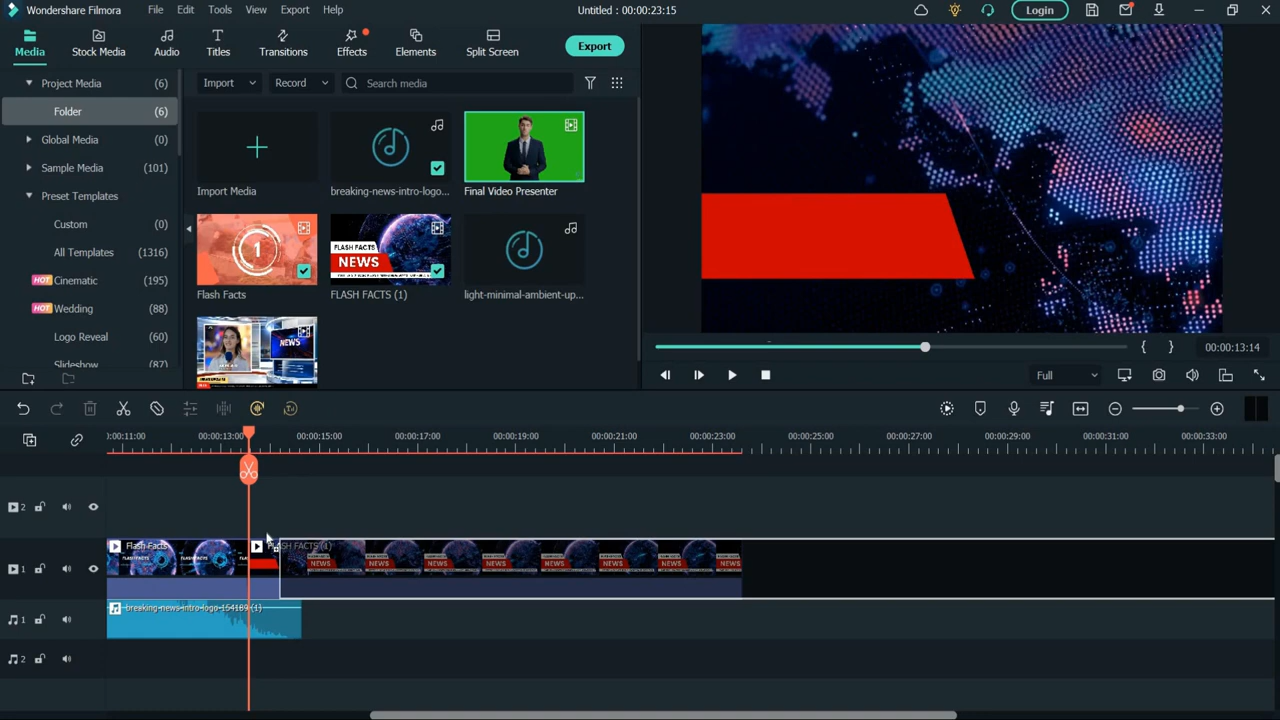 Wondershare Filmora
File Edit Tools View Export Help
Untitled : 00:00:23:15
Login
Media
Stock Media
Audio
Titles
Transitions
Effects
Elements
Split Screen
Export
Project Media (6)
Folder (6)
Global Media (0)
Sample Media (101)
Preset Templates
Custom (0)
All Templates (1316)
HOT Cinematic (195)
HOT Wedding (88)
Logo Reveal (60)
Slideshow (87)
Import
Record
Search media
Import Media
breaking-news-intro-logo...
Final Video Presenter
1
FLASH FACTS
NEWS
Flash Facts
FLASH FACTS (1)
light-minimal-ambient-up...
NEWS
00:00:13:14
Full
00:00:11:00
00:00:13:00
00:00:15:00
00:00:17:00
00:00:19:00
00:00:21:00
00:00:23:00
00:00:25:00
00:00:27:00
00:00:29:00
00:00:31:00
00:00:33:00
2
1
Flash Facts
FLASH FACTS (1)
NEWS NEWS NEWS NEWS NEWS NEWS NEWS NEWS
1
breaking-news-intro-logo-154189 (1)
2